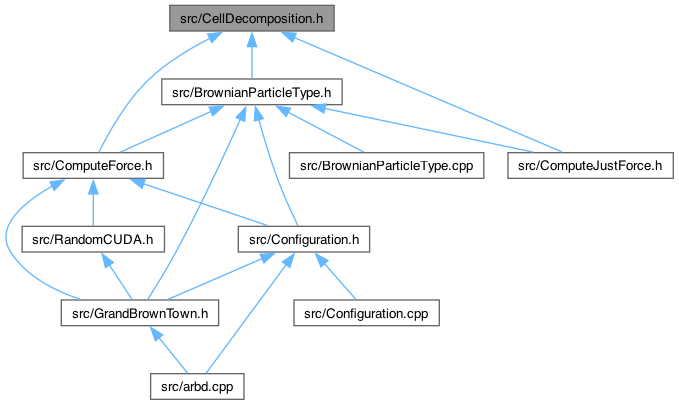 src/CellDecomposition.h
src/BrownianParticleType.h
src/ComputeForce.h
src/BrownianParticleType.cpp
src/ComputeJustForce.h
src/RandomCUDA.h
src/Configuration.h
src/GrandBrownTown.h
src/Configuration.cpp
src/arbd.cpp